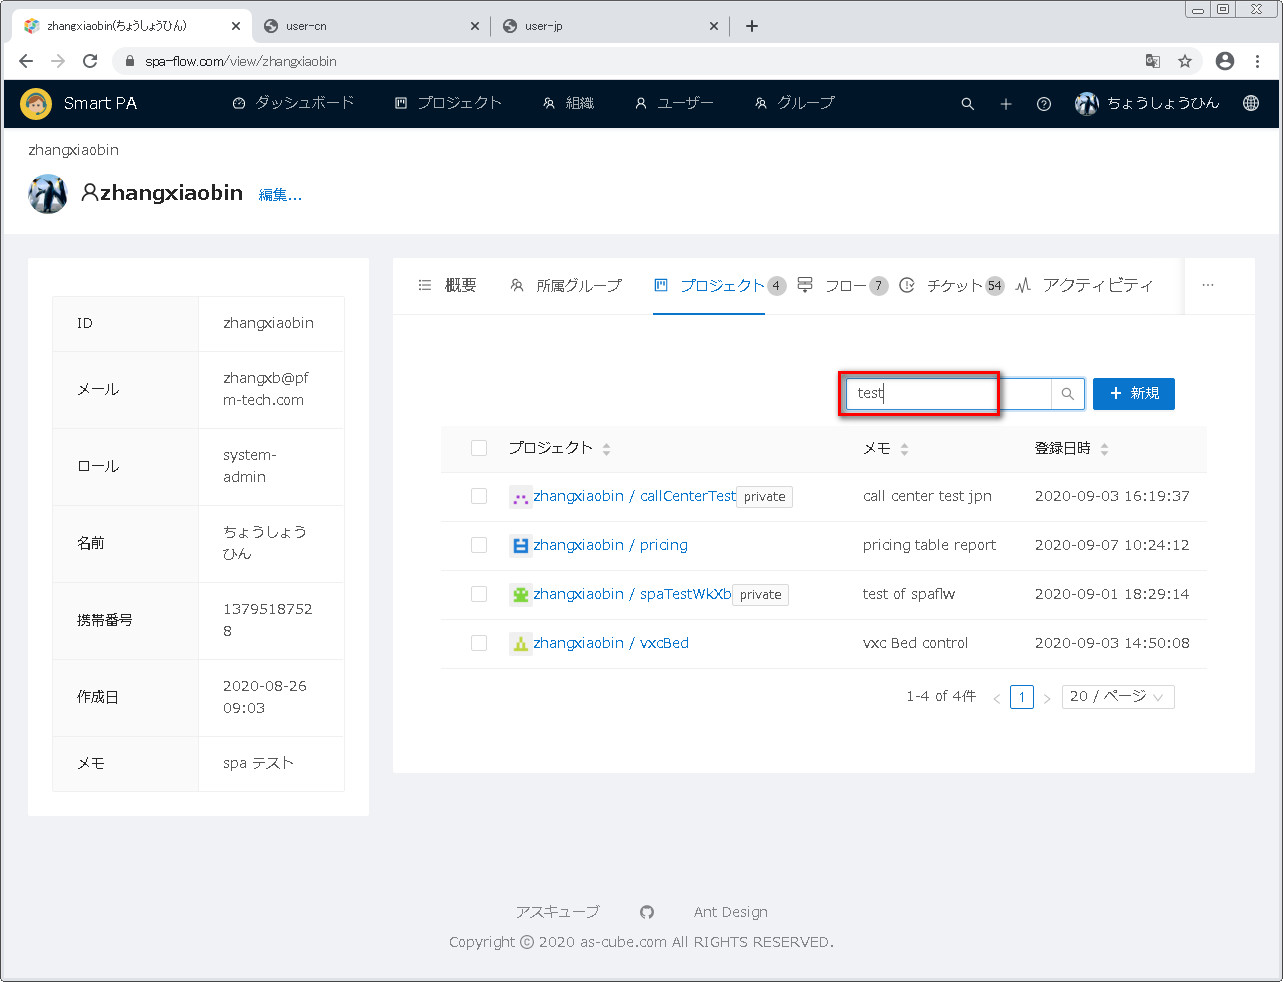 zhangxiaobin(ちょうしょうひん)
user-cn
user-jp
spa-flow.com/view/zhangxiaobin
Smart PA ダッシュボード プロジェクト 組織 ユーザー グループ ちょうしょうひん
zhangxiaobin
zhangxiaobin 編集...
ID zhangxiaobin
メール zhangxb@pf
m-tech.com
ロール system-
admin
名前 ちょうしょう
ひん
携帯番号 1379518752
8
作成日 2020-08-26
09:03
メモ spa テスト
概要 所属グループ プロジェクト 4 フロー 7 チケット 54 アクティビティ ...
test + 新規
プロジェクト メモ 登録日時
zhangxiaobin / callCenterTest private call center test jpn 2020-09-03 16:19:37
zhangxiaobin / pricing pricing table report 2020-09-07 10:24:12
zhangxiaobin / spaTestWkXb private test of spaflw 2020-09-01 18:29:14
zhangxiaobin / vxcBed vxc Bed control 2020-09-03 14:50:08
1-4 of 4件 < 1 > 20 / ページ
アスキューブ Ant Design
Copyright © 2020 as-cube.com All RIGHTS RESERVED.